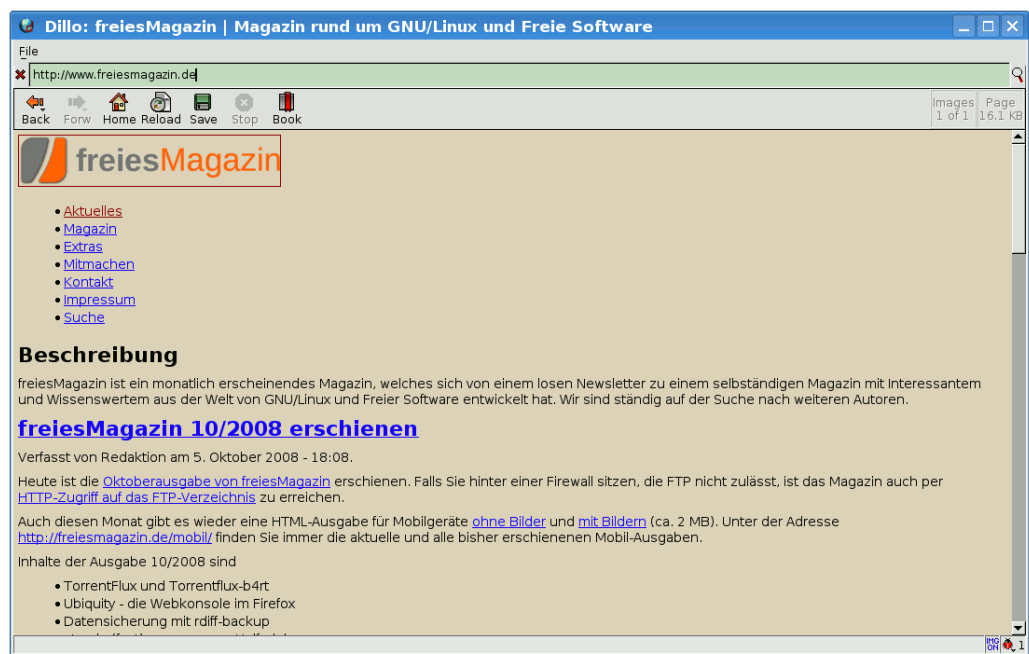 Dillo: freiesMagazin | Magazin rund um GNU/Linux und Freie Software
File
http://www.freiesmagazin.de
Back Forw Home Reload Save Stop Book
Images Page
1 of 1 16.1 KB
freiesMagazin
Aktuelles
Magazin
Extras
Mitmachen
Kontakt
Impressum
Suche
Beschreibung
freiesMagazin ist ein monatlich erscheinendes Magazin, welches sich von einem losen Newsletter zu einem selbständigen Magazin mit Interessantem
und Wissenswertem aus der Welt von GNU/Linux und Freier Software entwickelt hat. Wir sind ständig auf der Suche nach weiteren Autoren.
freiesMagazin 10/2008 erschienen
Verfasst von Redaktion am 5. Oktober 2008 - 18:08.
Heute ist die Oktoberausgabe von freiesMagazin erschienen. Falls Sie hinter einer Firewall sitzen, die FTP nicht zulässt, ist das Magazin auch per
HTTP-Zugriff auf das FTP-Verzeichnis zu erreichen.
Auch diesen Monat gibt es wieder eine HTML-Ausgabe für Mobilgeräte ohne Bilder und mit Bildern (ca. 2 MB). Unter der Adresse
http://freiesmagazin.de/mobil/ finden Sie immer die aktuelle und alle bisher erschienenen Mobil-Ausgaben.
Inhalte der Ausgabe 10/2008 sind
TorrentFlux und Torrentflux-b4rt
Ubiquity - die Webkonsole im Firefox
Datensicherung mit rdiff-backup
IMG
ON 1